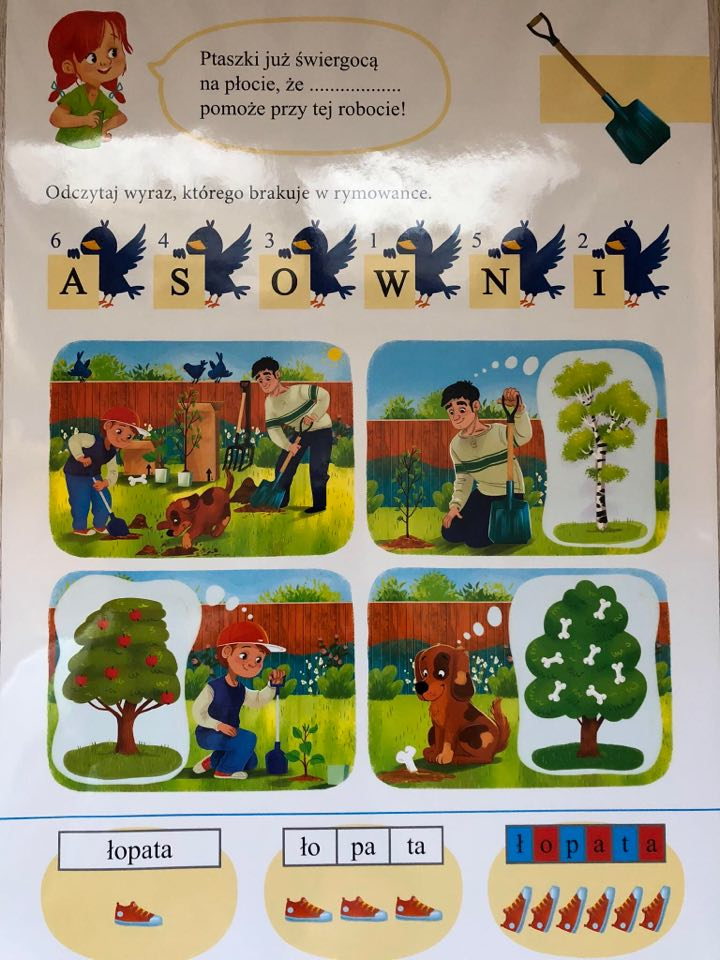 Ptaszki już świergocą
na płocie, że ..................
pomoże przy tej robocie!
Odczytaj wyraz, którego brakuje w rymowance.
6 4 3 1 5 2
A S O W N I
łopata ło pa ta ł o p a t a